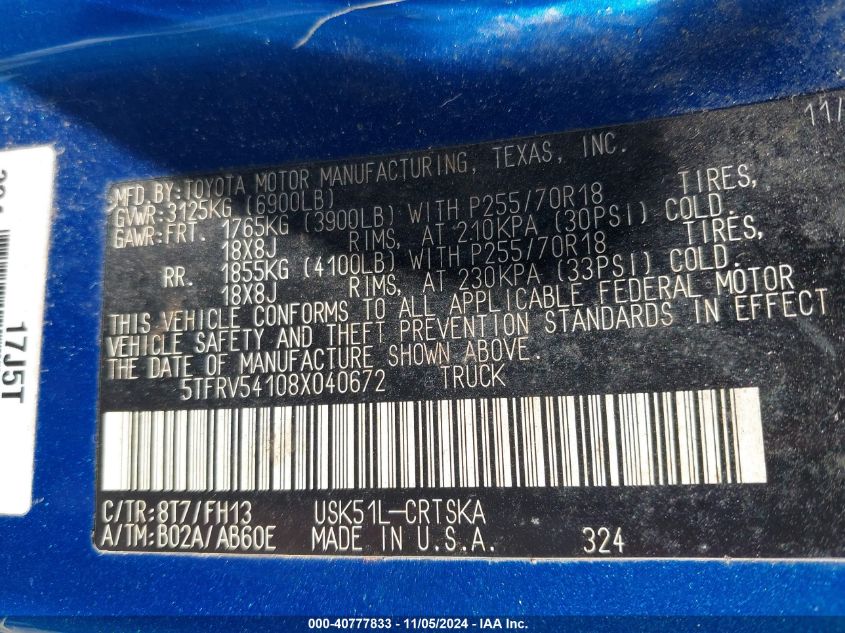 11/
MFD.BY:TOYOTA MOTOR MANUFACTURING, TEXAS, INC.
GVWR:3125KG (6900LB)
GAWR:FRT. 1765KG (3900LB) WITH P255/70R18 TIRES,
18X8J RIMS, AT 210KPA (30PSI) COLD.
RR. 1855KG (4100LB) WITH P255/70R18 TIRES,
18X8J RIMS, AT 230KPA (33PSI) COLD.
THIS VEHICLE CONFORMS TO ALL APPLICABLE FEDERAL MOTOR
VEHICLE SAFETY AND THEFT PREVENTION STANDARDS IN EFFECT
THE DATE OF MANUFACTURE SHOWN ABOVE.
5TFRV54108X040672 TRUCK
C/TR:8T7/FH13 USK51L-CRTSKA
A/TM:B02A/AB60E MADE IN U.S.A. 324
17J5T
000-40777833 - 11/05/2024 - IAA Inc.